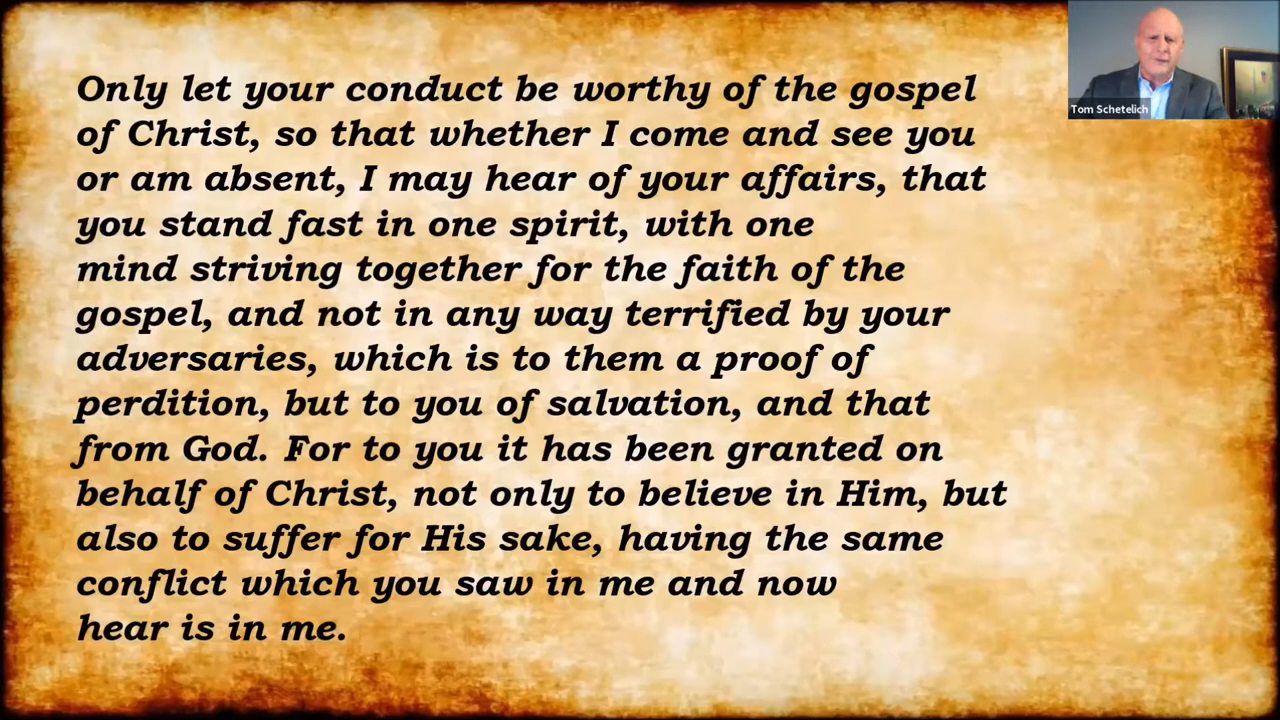 Only let your conduct be worthy of the gospel
of Christ, so that whether I come and see you
or am absent, I may hear of your affairs, that
you stand fast in one spirit, with one
mind striving together for the faith of the
gospel, and not in any way terrified by your
adversaries, which is to them a proof of
perdition, but to you of salvation, and that
from God. For to you it has been granted on
behalf of Christ, not only to believe in Him, but
also to suffer for His sake, having the same
conflict which you saw in me and now
hear is in me.
Tom Schetelich